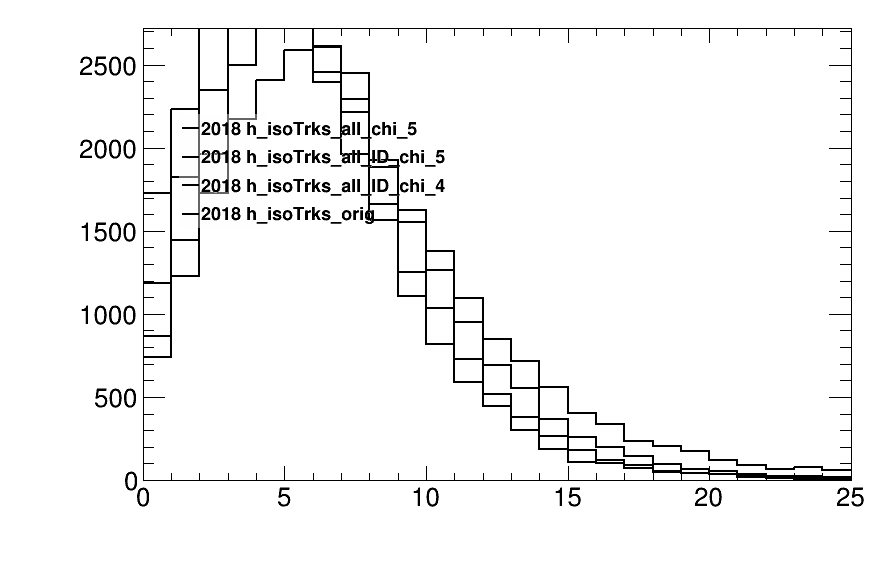 2500
2018 h_isoTrks_all_chi_5
2000
2018 h_isoTrks_all_ID_chi_5
2018 h_isoTrks_all_ID_chi_4
2018 h_isoTrks_orig
1500
1000
500
0
0 5 10 15 20 25